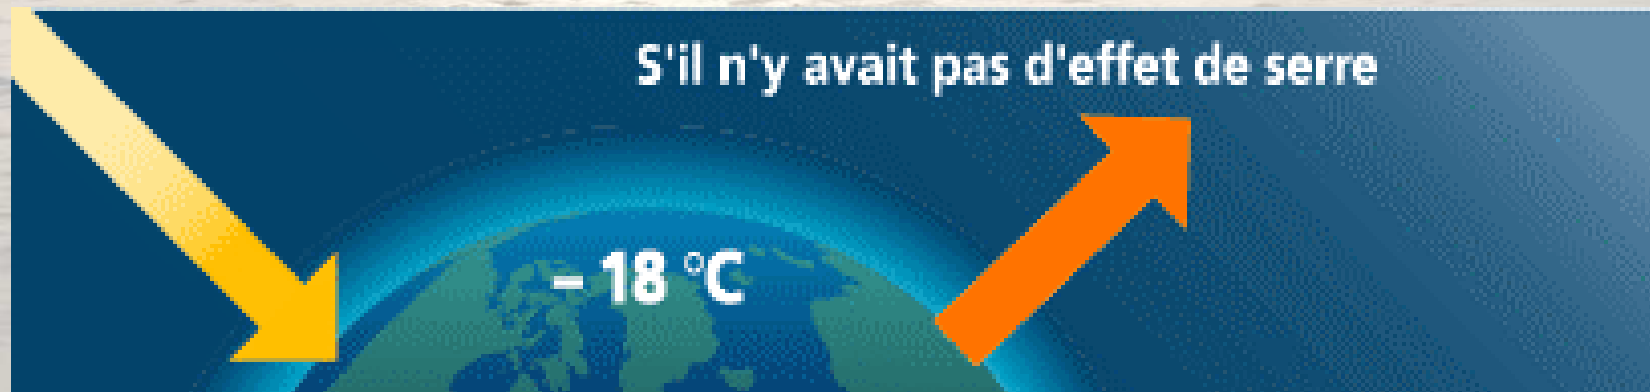 S'il n'y avait pas d'effet de serre
– 18 °C